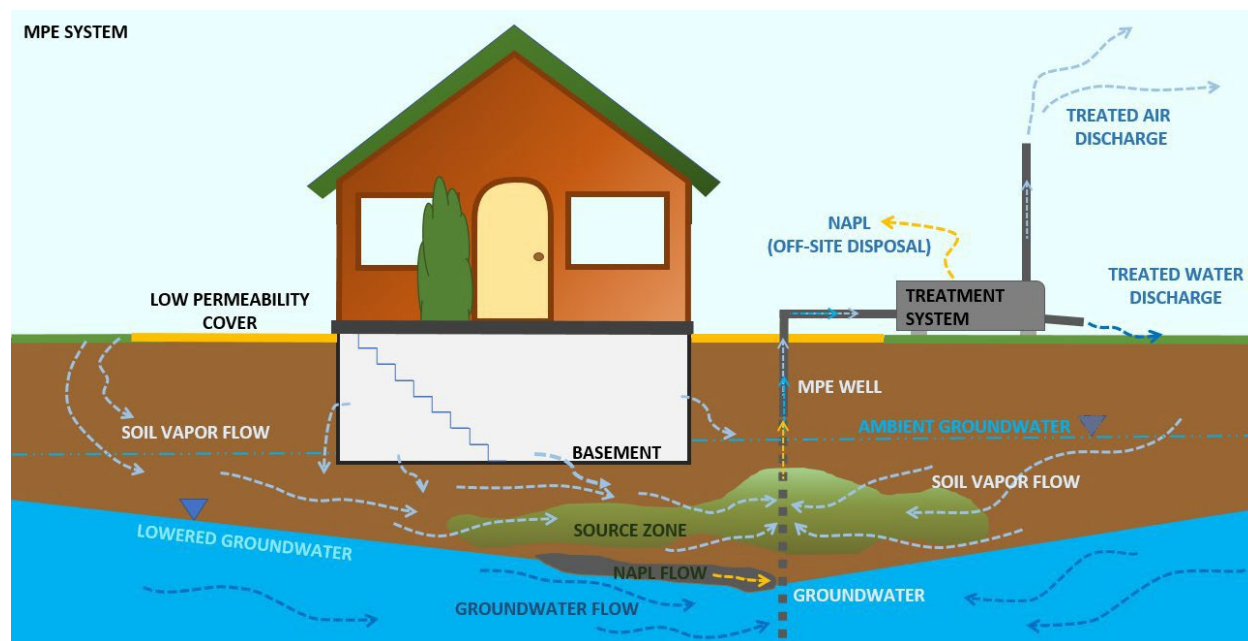 MPE SYSTEM
TREATED AIR
DISCHARGE
NAPL
(OFF-SITE DISPOSAL)
TREATED WATER
DISCHARGE
LOW PERMEABILITY
COVER
TREATMENT
SYSTEM
MPE WELL
SOIL VAPOR FLOW
AMBIENT GROUNDWATER
BASEMENT
SOIL VAPOR FLOW
SOURCE ZONE
LOWERED GROUNDWATER
NAPL FLOW
GROUNDWATER
GROUNDWATER FLOW